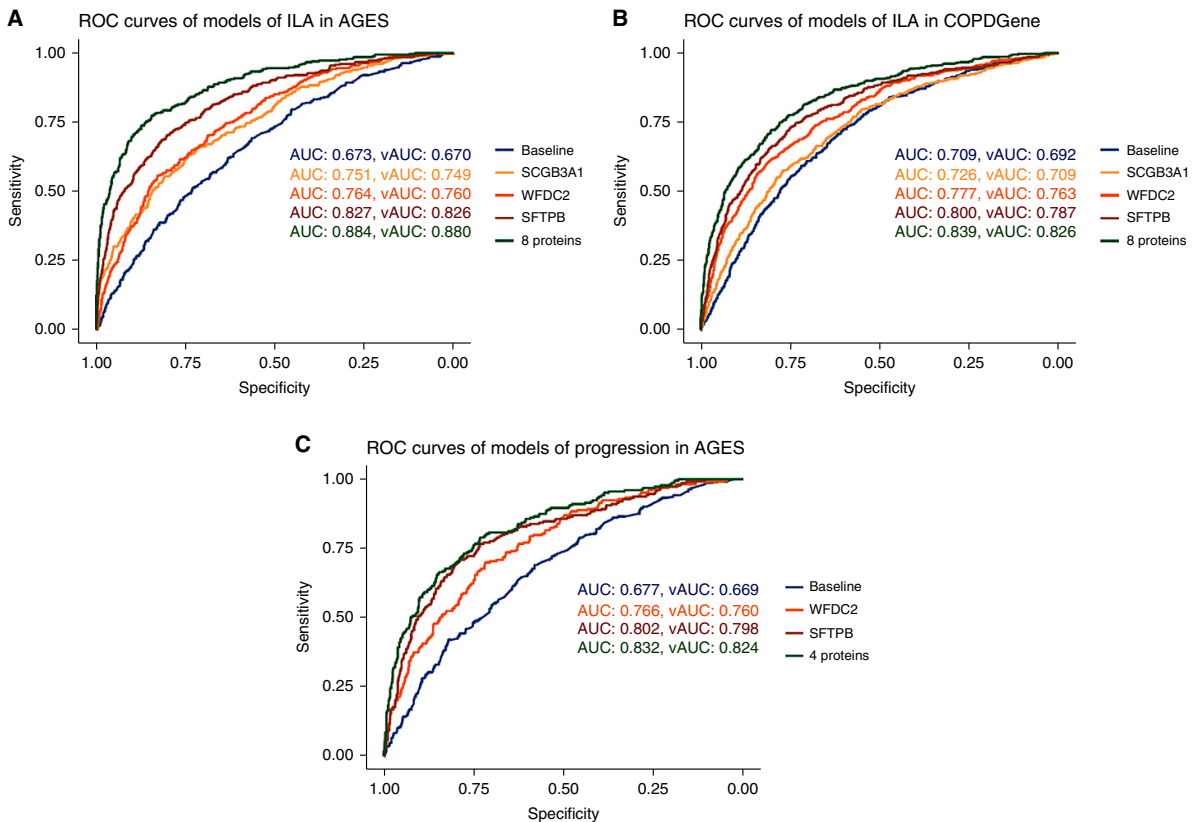 A
ROC curves of models of ILA in AGES
Sensitivity
1.00
0.75
0.50
0.25
0.00
AUC: 0.673, vAUC: 0.670
AUC: 0.751, vAUC: 0.749
AUC: 0.764, vAUC: 0.760
AUC: 0.827, vAUC: 0.826
AUC: 0.884, vAUC: 0.880
Baseline
SCGB3A1
WFDC2
SFTPB
8 proteins
1.00 0.75 0.50 0.25 0.00
Specificity
B
ROC curves of models of ILA in COPDGene
Sensitivity
1.00
0.75
0.50
0.25
0.00
AUC: 0.709, vAUC: 0.692
AUC: 0.726, vAUC: 0.709
AUC: 0.777, vAUC: 0.763
AUC: 0.800, vAUC: 0.787
AUC: 0.839, vAUC: 0.826
Baseline
SCGB3A1
WFDC2
SFTPB
8 proteins
1.00 0.75 0.50 0.25 0.00
Specificity
C
ROC curves of models of progression in AGES
Sensitivity
1.00
0.75
0.50
0.25
0.00
AUC: 0.677, vAUC: 0.669
AUC: 0.766, vAUC: 0.760
AUC: 0.802, vAUC: 0.798
AUC: 0.832, vAUC: 0.824
Baseline
WFDC2
SFTPB
4 proteins
1.00 0.75 0.50 0.25 0.00
Specificity